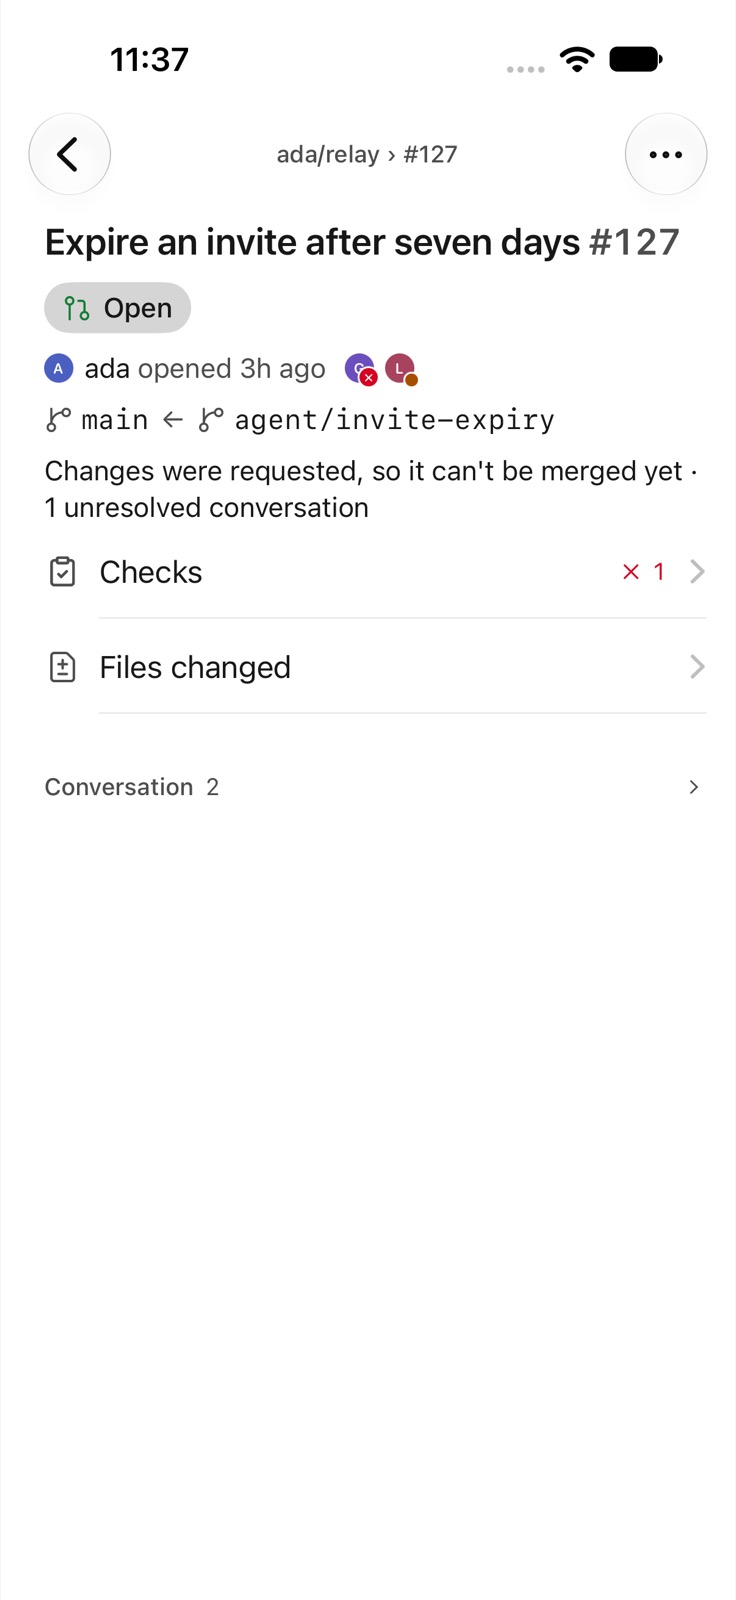 11:37
ada/relay › #127
Expire an invite after seven days #127
Open
A ada opened 3h ago L
main ← agent/invite-expiry
Changes were requested, so it can't be merged yet ·
1 unresolved conversation
Checks × 1
Files changed
Conversation 2